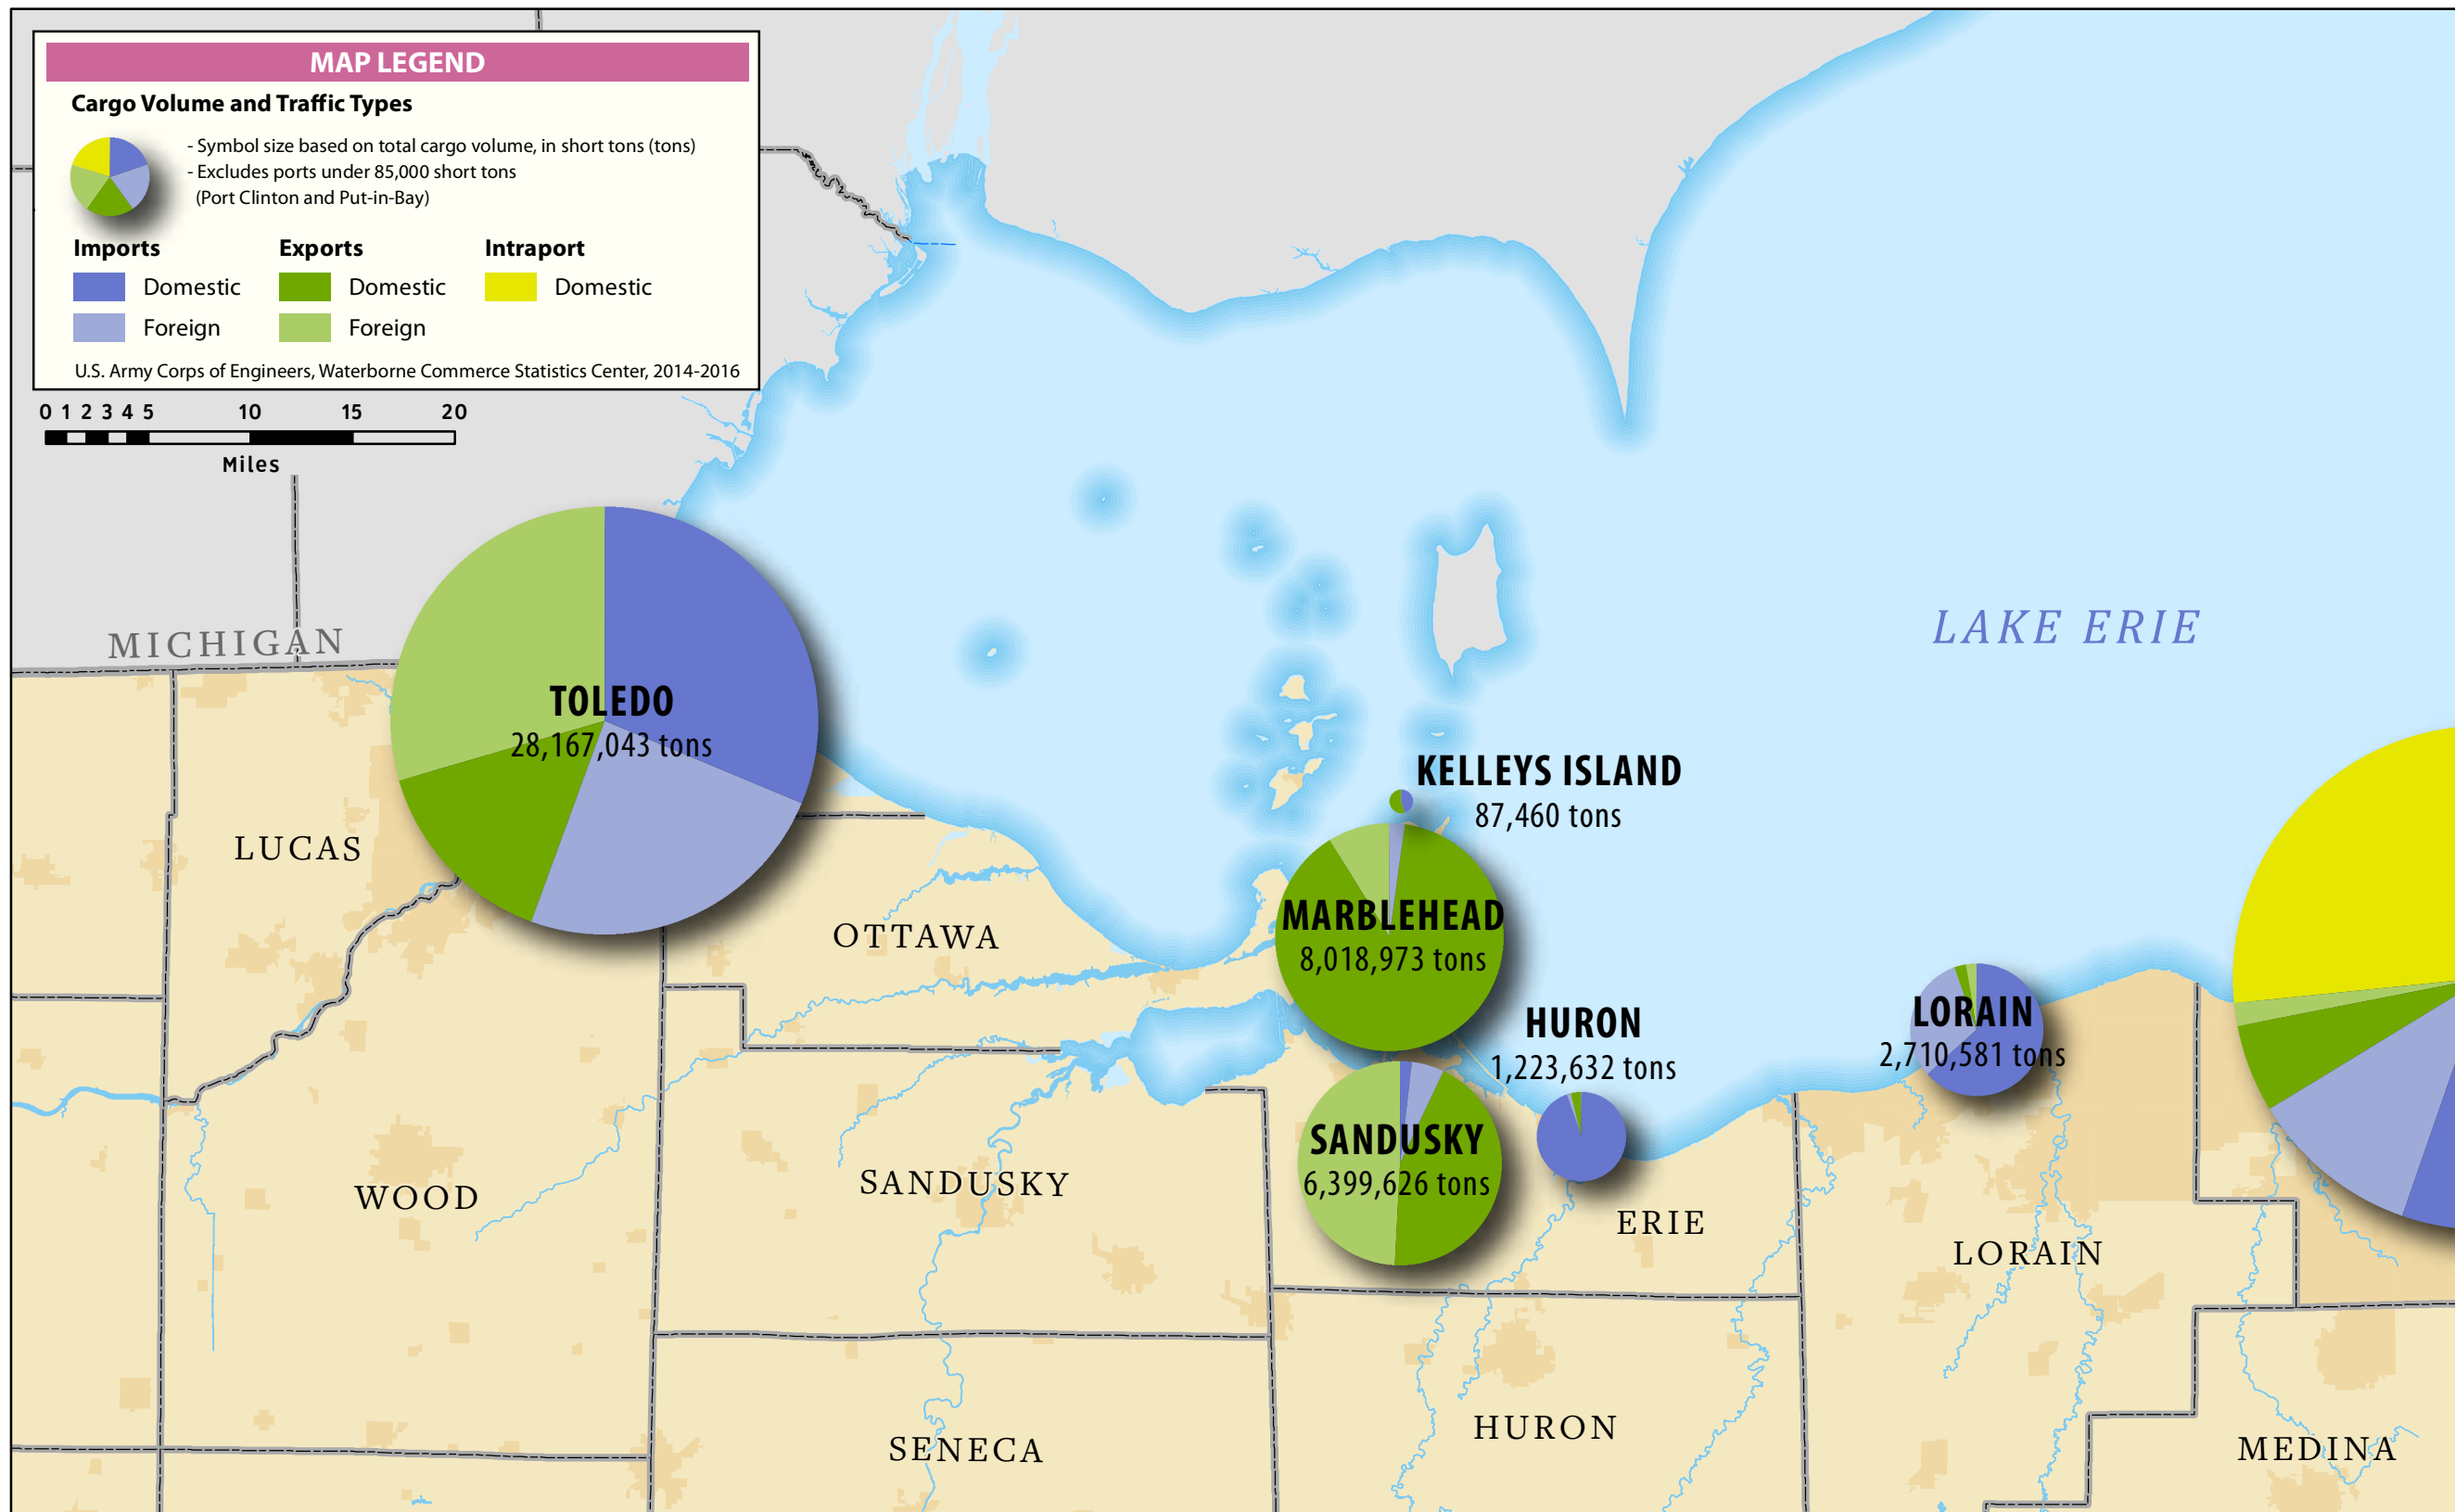 MAP LEGEND
Cargo Volume and Traffic Types
- Symbol size based on total cargo volume, in short tons (tons)
- Excludes ports under 85,000 short tons
(Port Clinton and Put-in-Bay)
Imports Exports Intraport
Domestic Domestic Domestic
Foreign Foreign
U.S. Army Corps of Engineers, Waterborne Commerce Statistics Center, 2014-2016
0 1 2 3 4 5 10 15 20
Miles
MICHIGAN
LAKE ERIE
TOLEDO
28,167,043 tons
KELLEYS ISLAND
87,460 tons
LUCAS
OTTAWA
MARBLEHEAD
8,018,973 tons
HURON
1,223,632 tons
LORAIN
2,710,581 tons
SANDUSKY
6,399,626 tons
WOOD
SANDUSKY
ERIE
LORAIN
SENECA
HURON
MEDINA